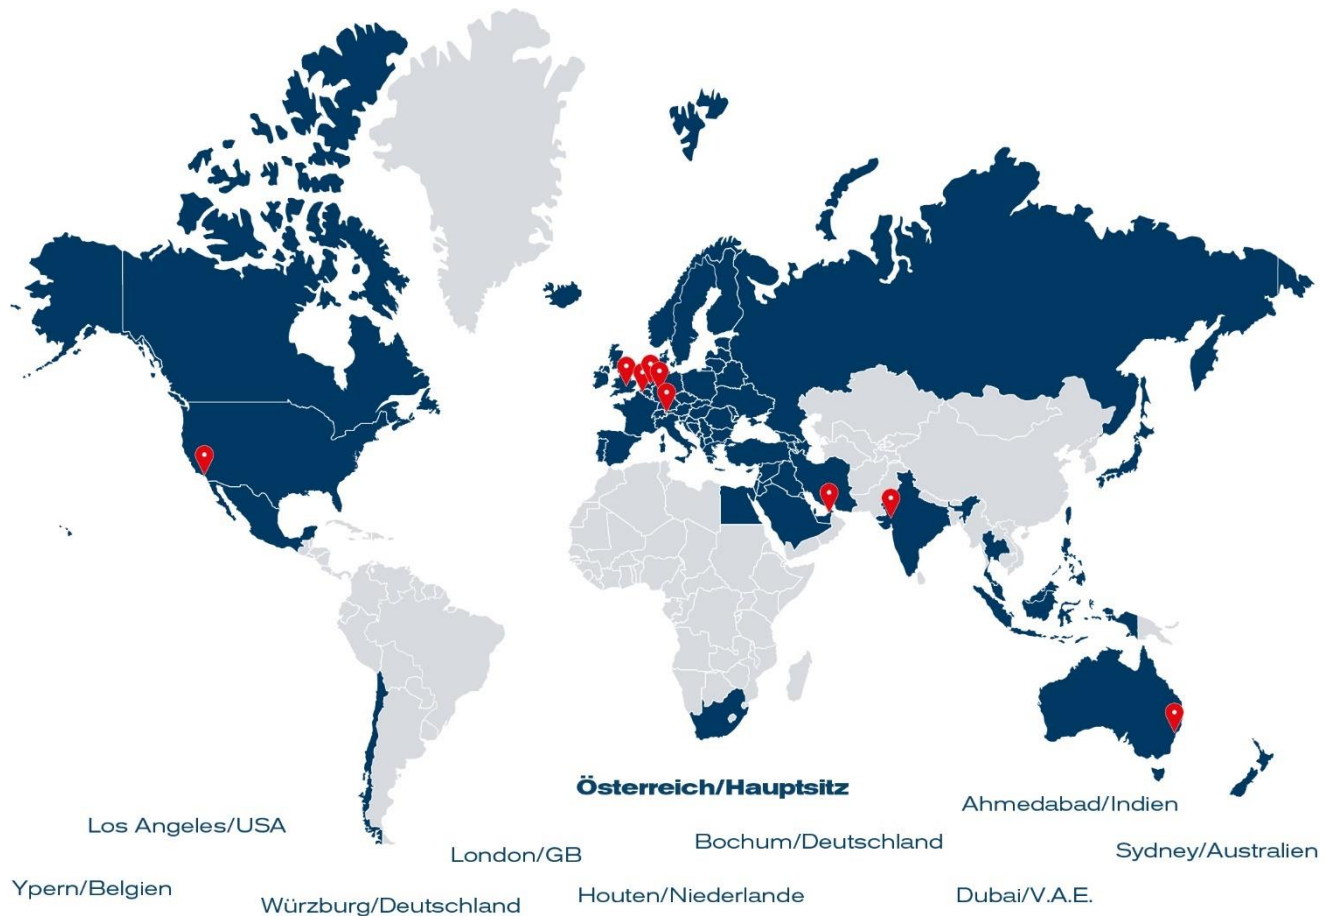 Österreich/Hauptsitz
Ahmedabad/Indien
Los Angeles/USA
Bochum/Deutschland
London/GB
Sydney/Australien
Ypern/Belgien
Houten/Niederlande
Dubai/V.A.E.
Würzburg/Deutschland